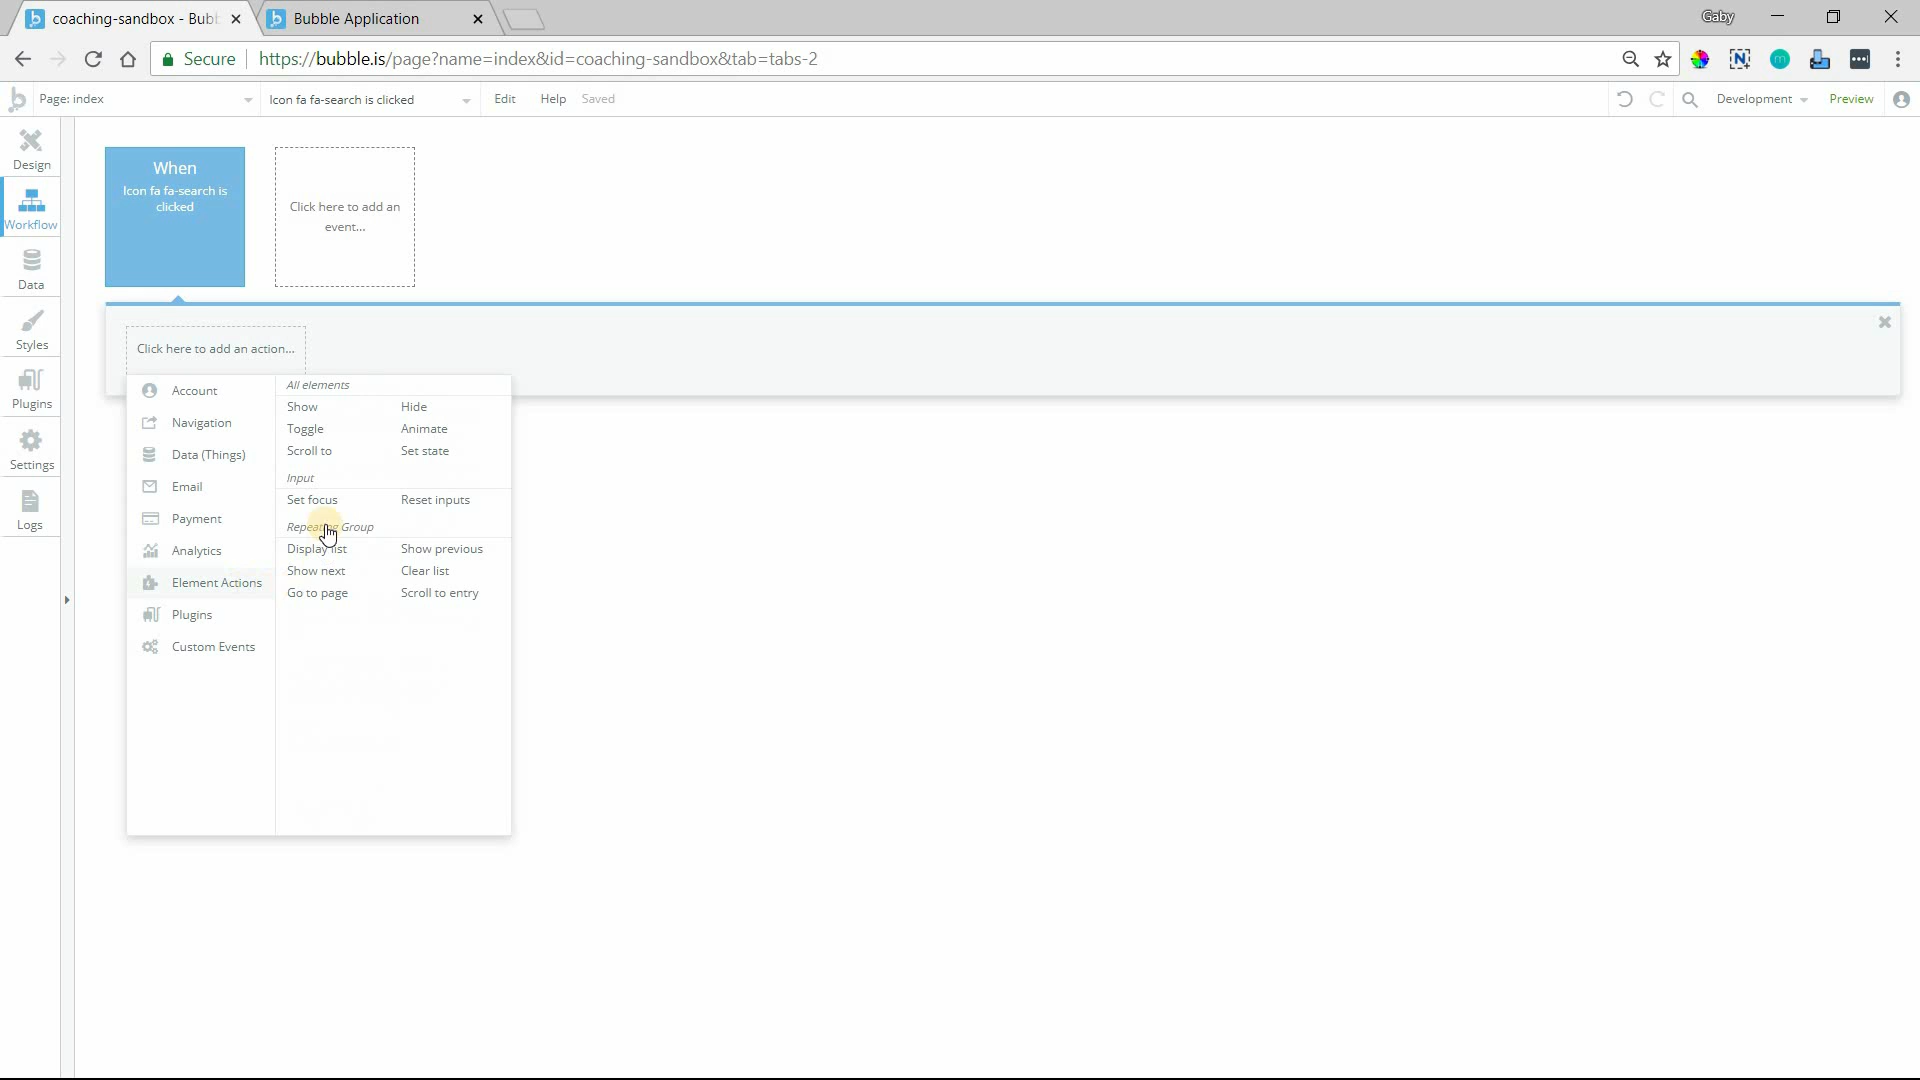 coaching-sandbox - Bubb
Bubble Application
Gaby
Secure
https://bubble.is/page?name=index&id=coaching-sandbox&tab=tabs-2
Page: index
Icon fa fa-search is clicked
Edit
Help
Saved
Development
Preview
Design
Workflow
Data
Styles
Plugins
Settings
Logs
When
Icon fa fa-search is
clicked
Click here to add an
event...
Click here to add an action...
Account
Navigation
Data (Things)
Email
Payment
Analytics
Element Actions
Plugins
Custom Events
All elements
Show
Hide
Toggle
Animate
Scroll to
Set state
Input
Set focus
Reset inputs
Repeating Group
Display list
Show previous
Show next
Clear list
Go to page
Scroll to entry